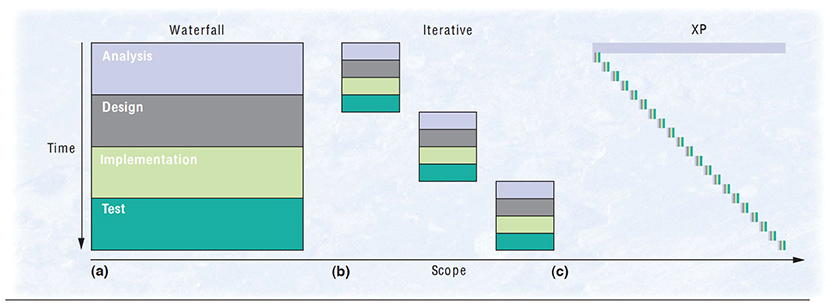 Waterfall
Iterative
XP
Analysis
Design
Time
Implementation
Test
(a)
(b)
Scope
(c)